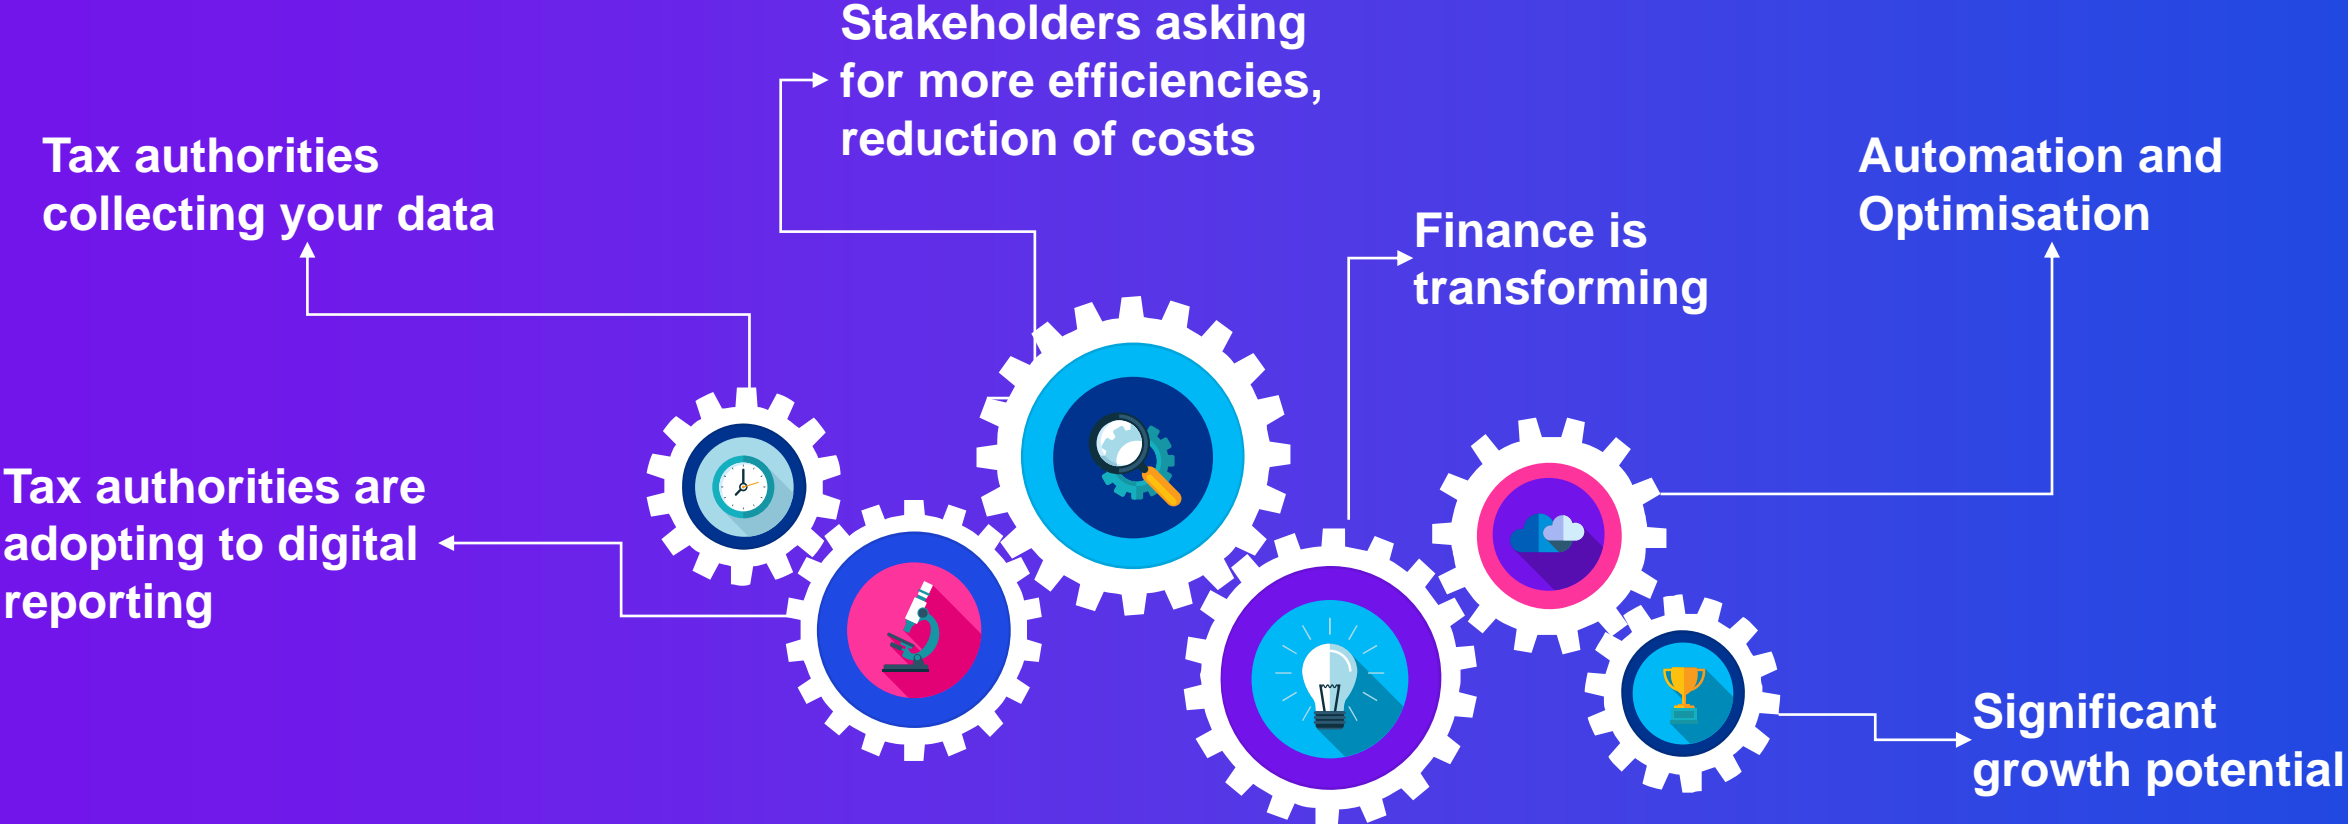 Stakeholders asking
for more efficiencies,
reduction of costs
Tax authorities
collecting your data
Automation and
Optimisation
Finance is
transforming
Tax authorities are
adopting to digital
reporting
Significant
growth potential